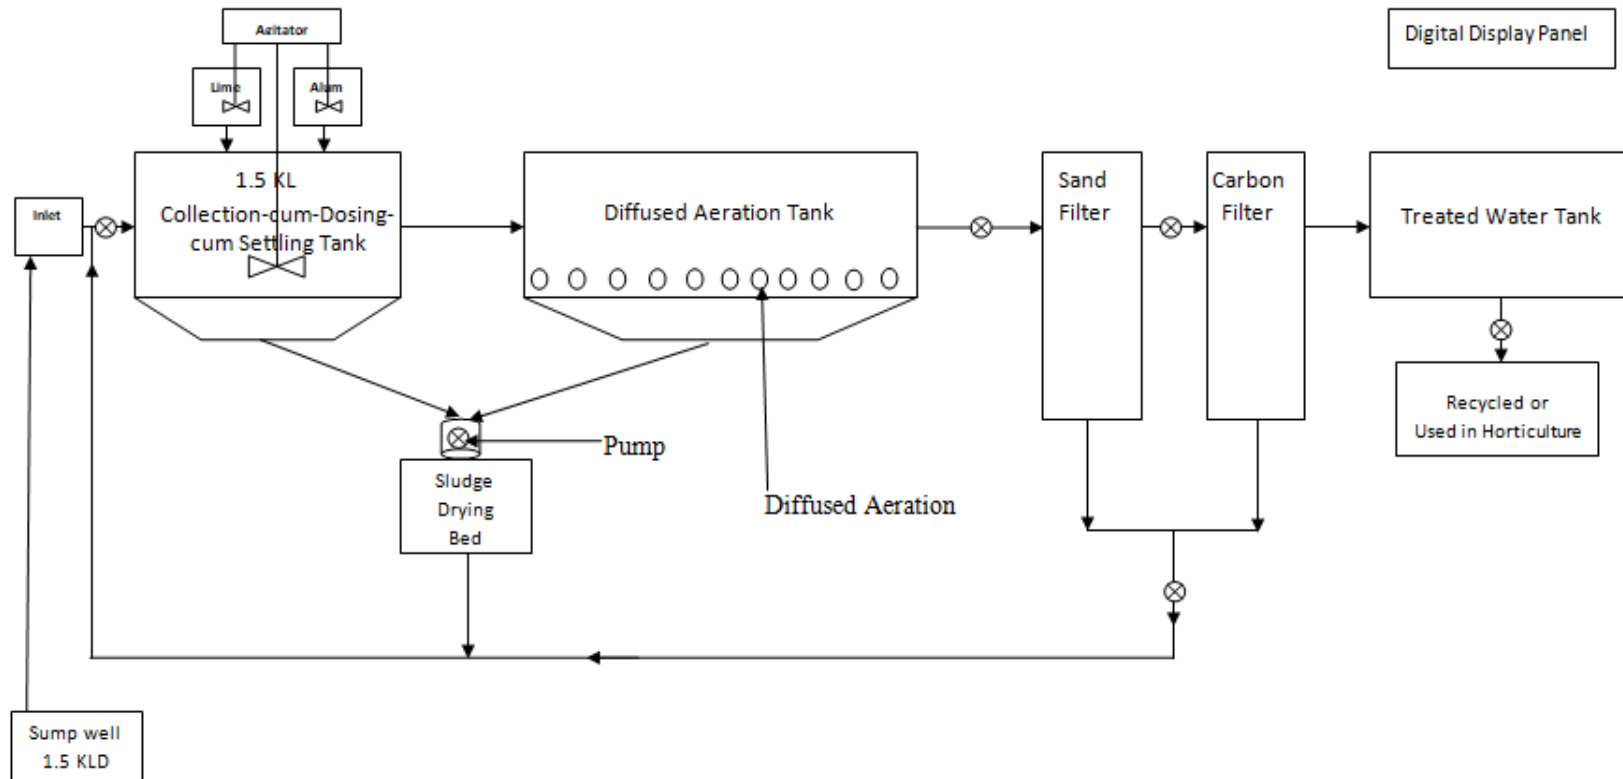 Agitator
Digital Display Panel
Lime
Alum
Inlet
1.5 KL
Collection-cum-Dosing-
cum Settling Tank
Diffused Aeration Tank
Sand
Filter
Carbon
Filter
Treated Water Tank
Pump
Sludge
Drying
Bed
Diffused Aeration
Recycled or
Used in Horticulture
Sump well
1.5 KLD